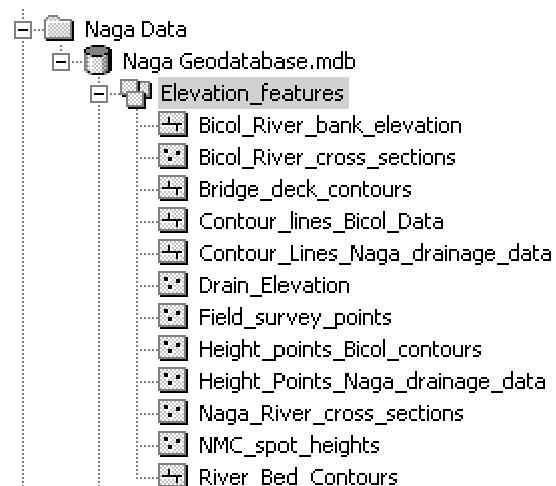 Naga Data
Naga Geodatabase.mdb
Elevation_features
Bicol_River_bank_elevation
Bicol_River_cross_sections
Bridge_deck_contours
Contour_lines_Bicol_Data
Contour_Lines_Naga_drainage_data
Drain_Elevation
Field_survey_points
Height_points_Bicol_contours
Height_Points_Naga_drainage_data
Naga_River_cross_sections
NMC_spot_heights
River_Bed_Contours